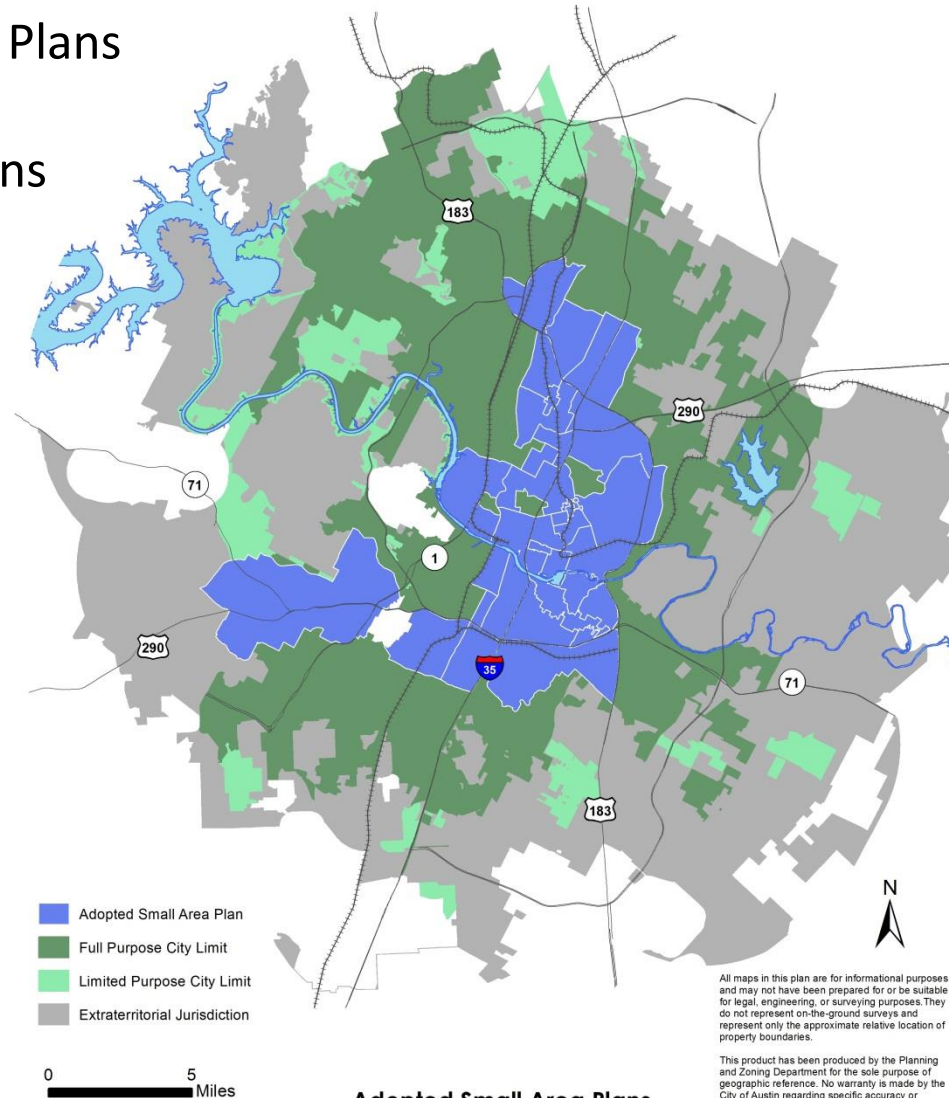 Plans
ns
183
290
71
1
290
35
71
183
N
Adopted Small Area Plan
Full Purpose City Limit
Limited Purpose City Limit
Extraterritorial Jurisdiction
All maps in this plan are for informational purposes
and may not have been prepared for or be suitable
for legal, engineering, or surveying purposes. They
do not represent on-the-ground surveys and
represent only the approximate relative location of
property boundaries.
This product has been produced by the Planning
and Zoning Department for the sole purpose of
geographic reference. No warranty is made by the
City of Austin regarding specific accuracy or
0 5
Miles
Adopted Small Area Plans